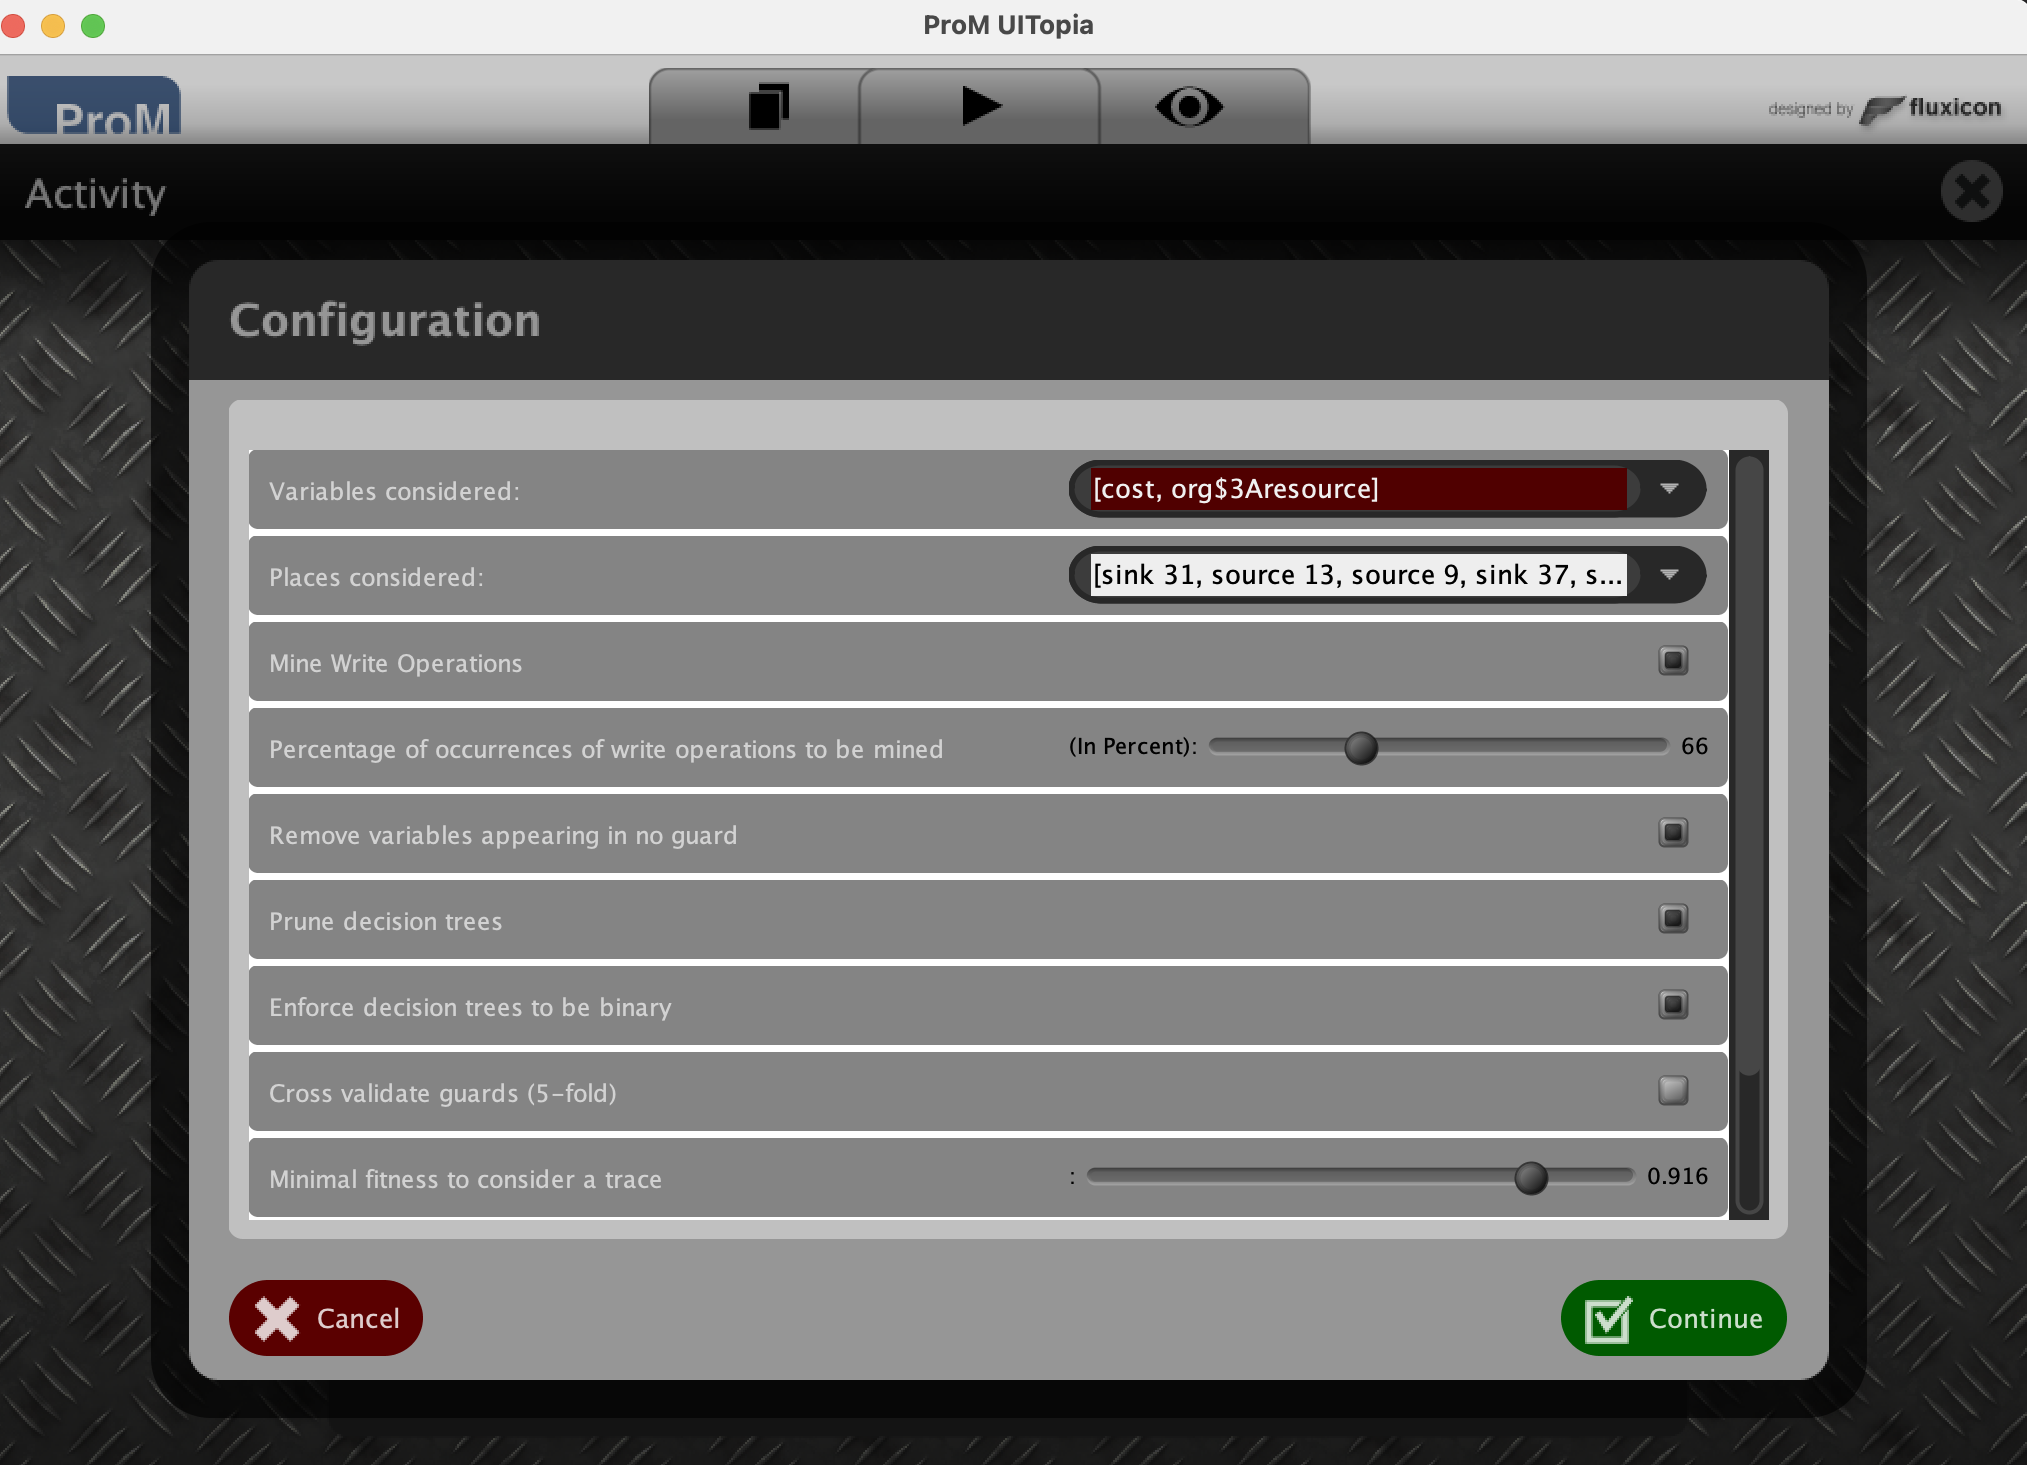 ProM UITopia
ProM
designed by fluxicon
Activity
Configuration
Variables considered: [cost, org$3Aresource]
Places considered: [sink 31, source 13, source 9, sink 37, s...
Mine Write Operations
Percentage of occurrences of write operations to be mined (In Percent): 66
Remove variables appearing in no guard
Prune decision trees
Enforce decision trees to be binary
Cross validate guards (5-fold)
Minimal fitness to consider a trace : 0.916
Cancel Continue